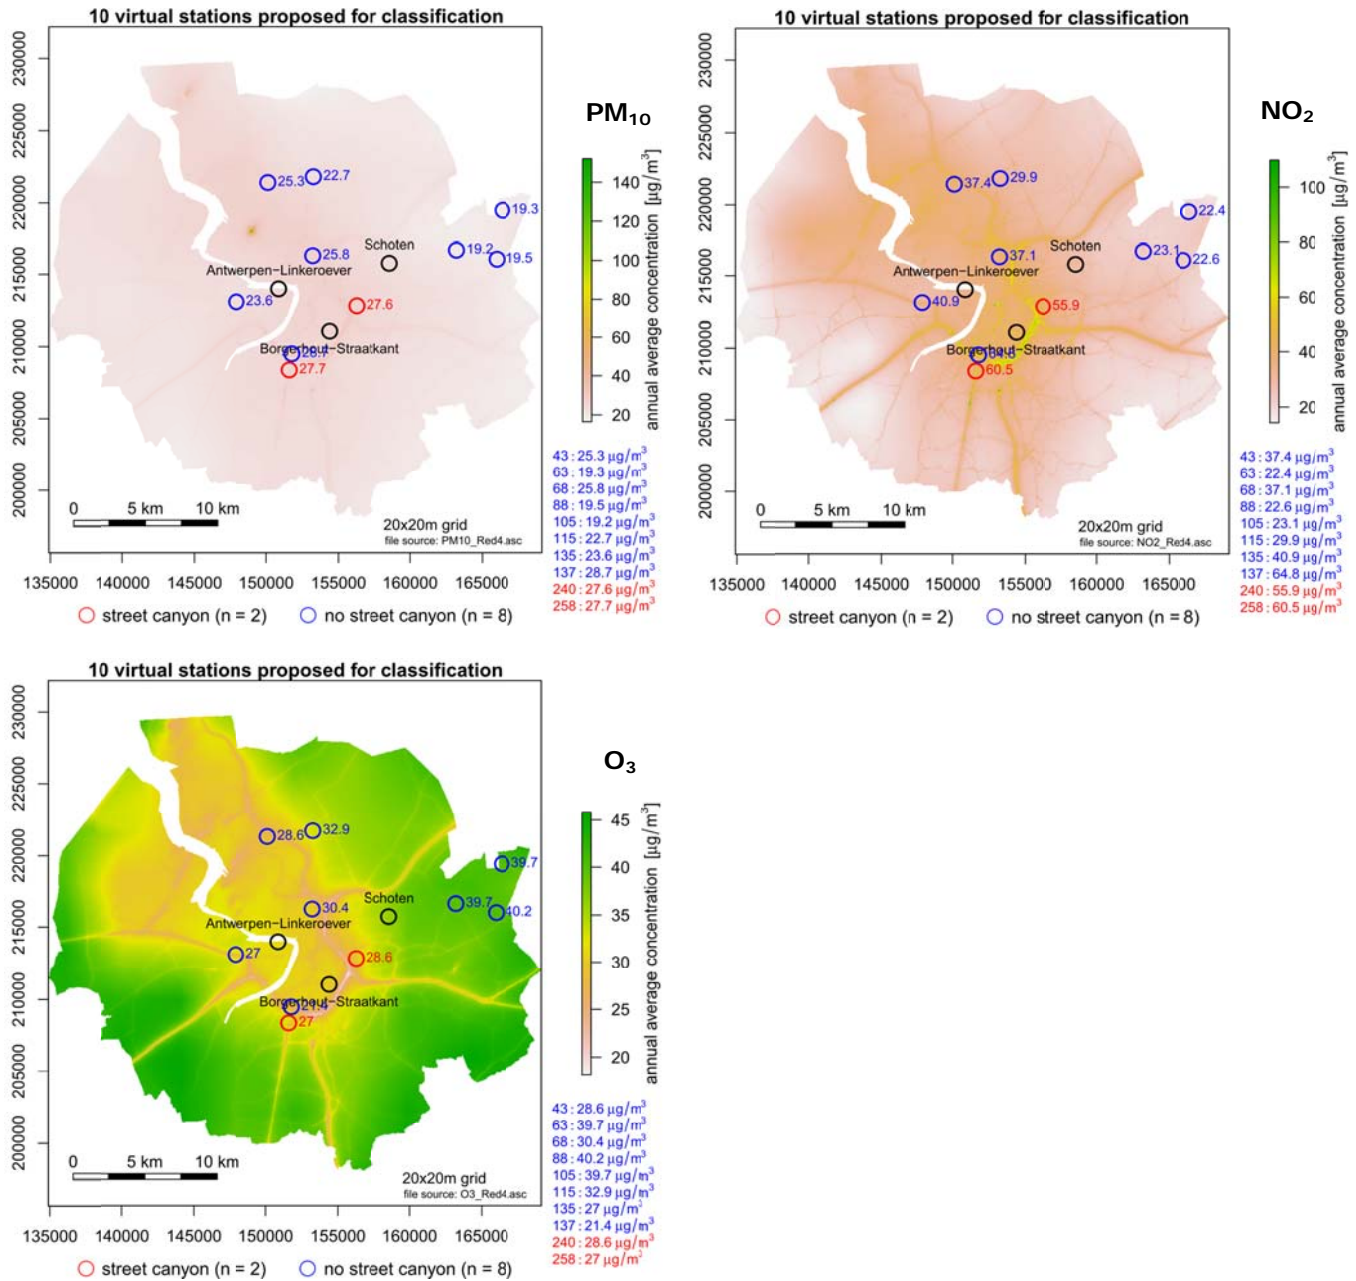 10 virtual stations proposed for classification
PM10
230000
225000
220000
215000
210000
205000
200000
25.3
22.7
19.3
19.2
19.5
25.8
Schoten
Antwerpen−Linkeroever
23.6
27.6
Borgerhout−Straatkant
28.7
27.7
0 5 km 10 km
20x20m grid
file source: PM10_Red4.asc
135000 140000 145000 150000 155000 160000 165000
street canyon (n = 2) no street canyon (n = 8)
140
120
100
80
60
40
20
annual average concentration [µg/m³]
43 : 25.3 µg/m³
63 : 19.3 µg/m³
68 : 25.8 µg/m³
88 : 19.5 µg/m³
105 : 19.2 µg/m³
115 : 22.7 µg/m³
135 : 23.6 µg/m³
137 : 28.7 µg/m³
240 : 27.6 µg/m³
258 : 27.7 µg/m³
10 virtual stations proposed for classification
NO2
230000
225000
220000
215000
210000
205000
200000
37.4
29.9
22.4
23.1
22.6
37.1
Schoten
Antwerpen−Linkeroever
40.9
55.9
Borgerhout−Straatkant
64.8
60.5
0 5 km 10 km
20x20m grid
file source: NO2_Red4.asc
135000 140000 145000 150000 155000 160000 165000
street canyon (n = 2) no street canyon (n = 8)
100
80
60
40
20
annual average concentration [µg/m³]
43 : 37.4 µg/m³
63 : 22.4 µg/m³
68 : 37.1 µg/m³
88 : 22.6 µg/m³
105 : 23.1 µg/m³
115 : 29.9 µg/m³
135 : 40.9 µg/m³
137 : 64.8 µg/m³
240 : 55.9 µg/m³
258 : 60.5 µg/m³
10 virtual stations proposed for classification
O3
230000
225000
220000
215000
210000
205000
200000
28.6
32.9
39.7
39.7
40.2
30.4
Schoten
Antwerpen−Linkeroever
27
28.6
Borgerhout−Straatkant
21.4
27
0 5 km 10 km
20x20m grid
file source: O3_Red4.asc
135000 140000 145000 150000 155000 160000 165000
street canyon (n = 2) no street canyon (n = 8)
45
40
35
30
25
20
annual average concentration [µg/m³]
43 : 28.6 µg/m³
63 : 39.7 µg/m³
68 : 30.4 µg/m³
88 : 40.2 µg/m³
105 : 39.7 µg/m³
115 : 32.9 µg/m³
135 : 27 µg/m³
137 : 21.4 µg/m³
240 : 28.6 µg/m³
258 : 27 µg/m³